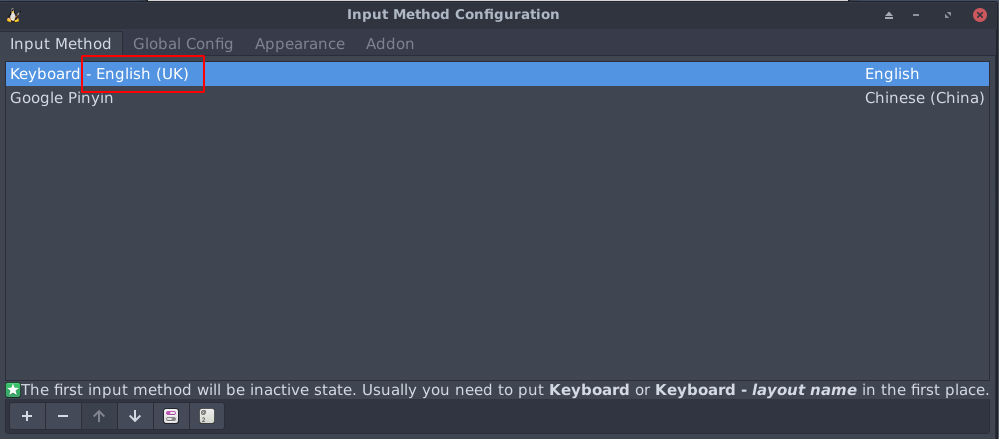 Input Method Configuration
Input Method Global Config Appearance Addon
Keyboard - English (UK) English
Google Pinyin Chinese (China)
The first input method will be inactive state. Usually you need to put Keyboard or Keyboard - layout name in the first place.